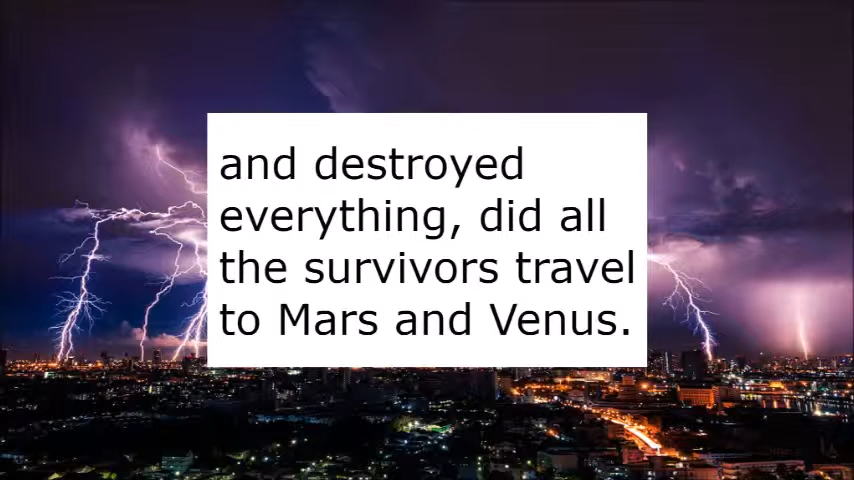 and destroyed
everything, did all
the survivors travel
to Mars and Venus.